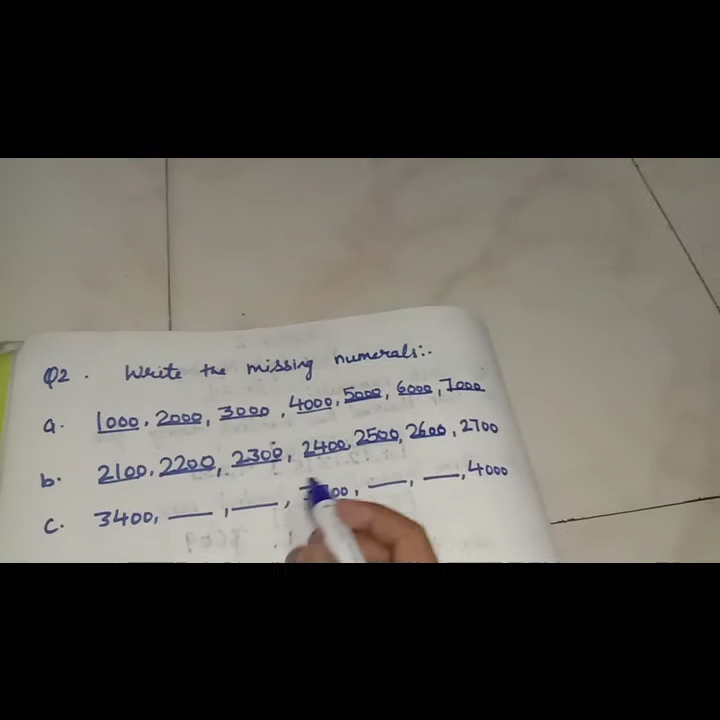 Q2. Write the missing numerals:.
a. 1000, 2000, 3000, 4000, 5000, 6000, 7000
b. 2100, 2200, 2300, 2400, 2500, 2600, 2700
c. 3400, ___, ___, ___, ___, 4000